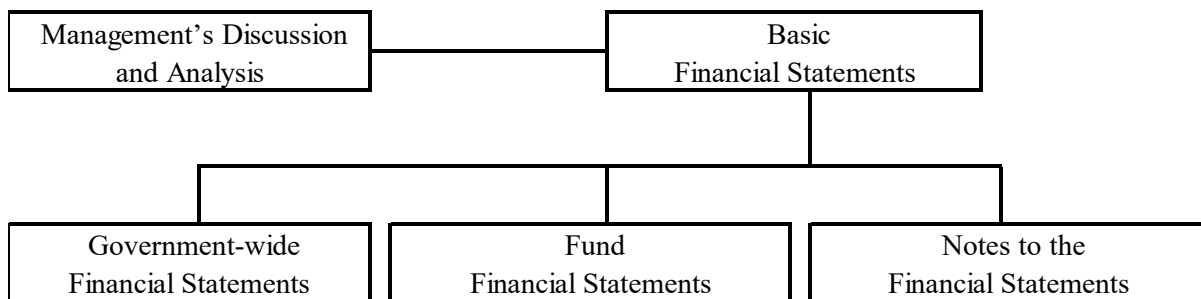 Management’s Discussion
and Analysis
Basic
Financial Statements
Government-wide
Financial Statements
Fund
Financial Statements
Notes to the
Financial Statements